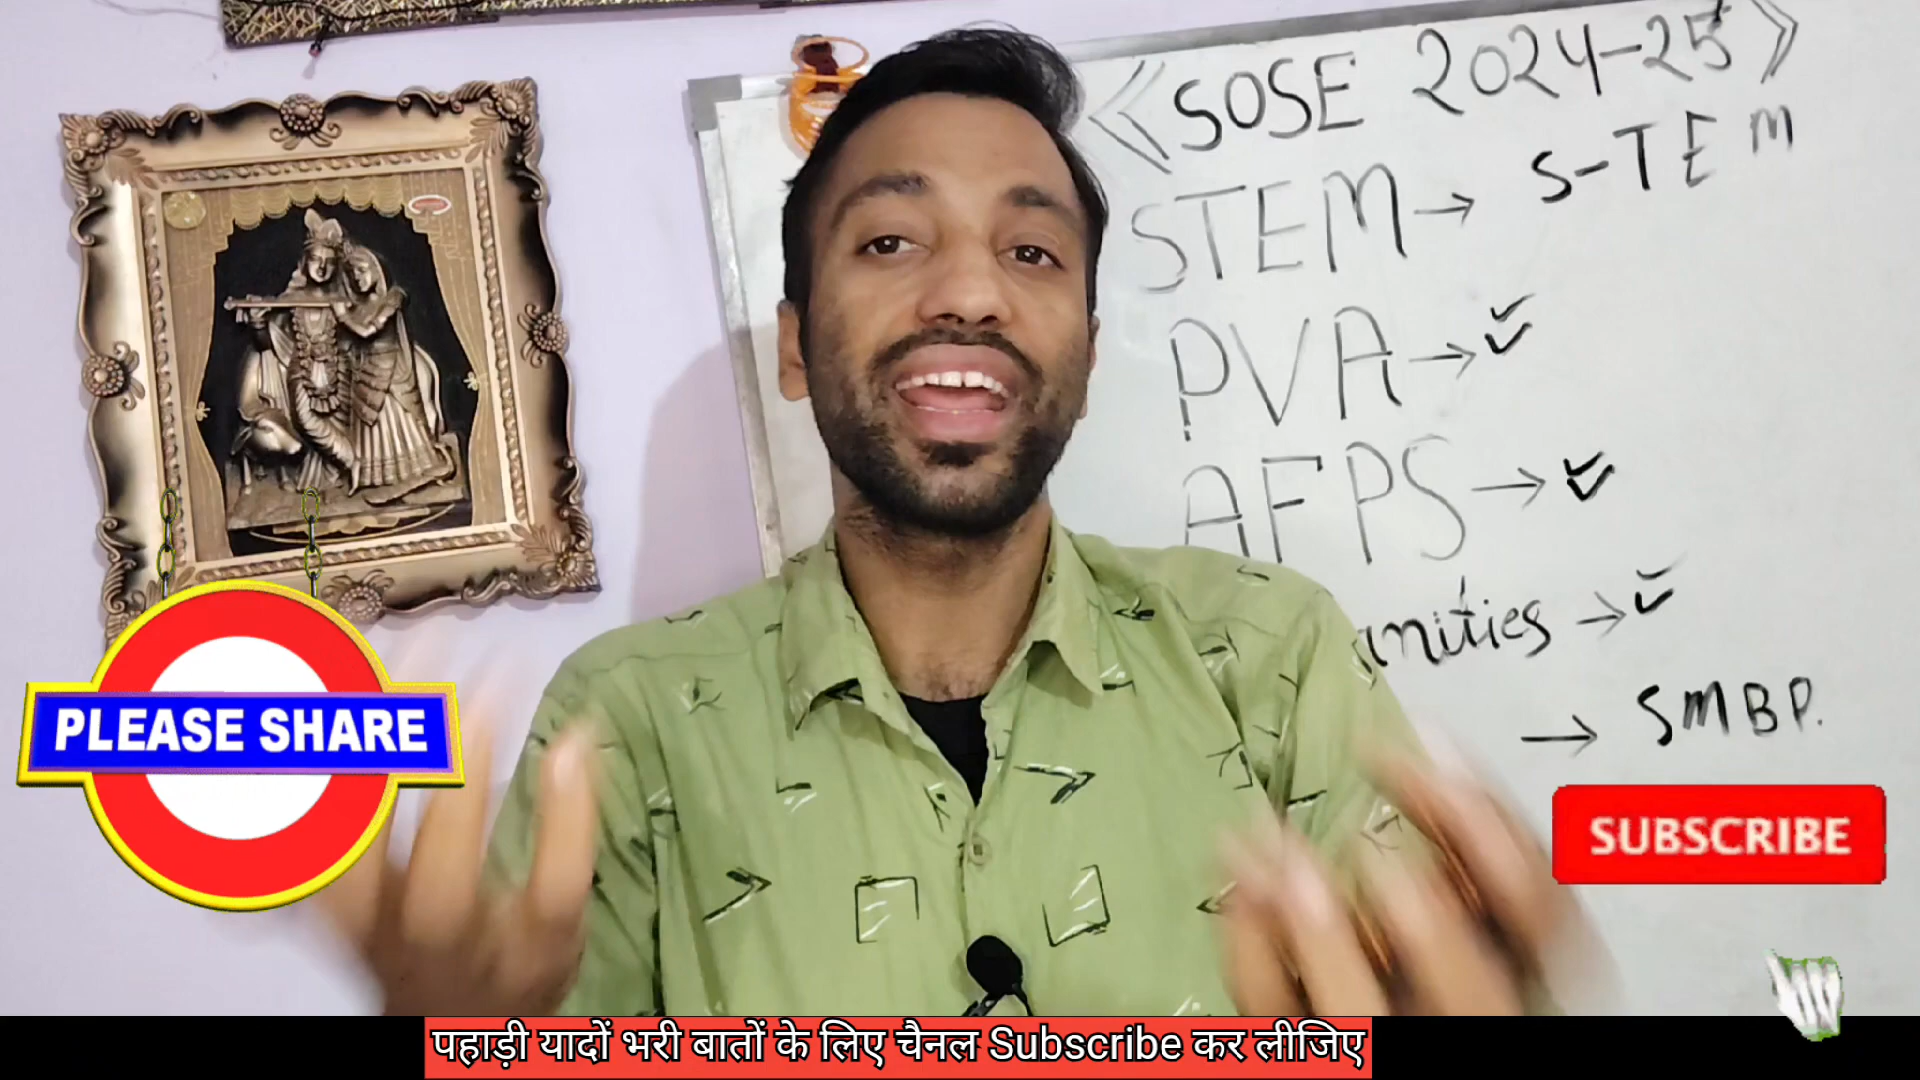 SOSE 2024-25
STEM → S-TEM
PVA →
AFPS →
anities →
→ SMBP.
PLEASE SHARE
SUBSCRIBE
पहाड़ी यादों भरी बातों के लिए चैनल Subscribe कर लीजिए